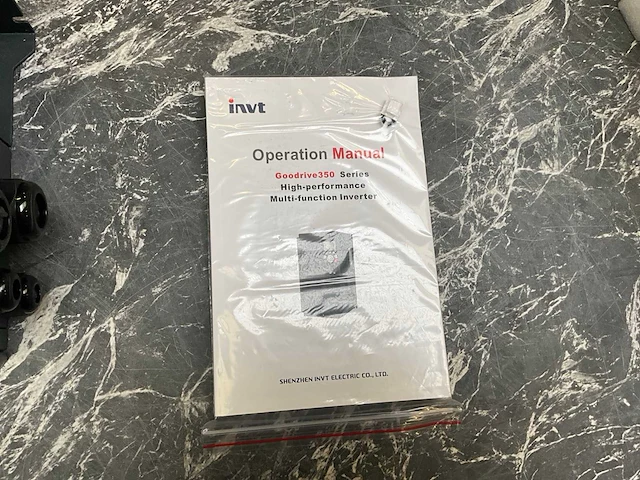 invt
Operation Manual
Goodrive350 Series
High-performance
Multi-function Inverter
SHENZHEN INVT ELECTRIC CO., LTD.